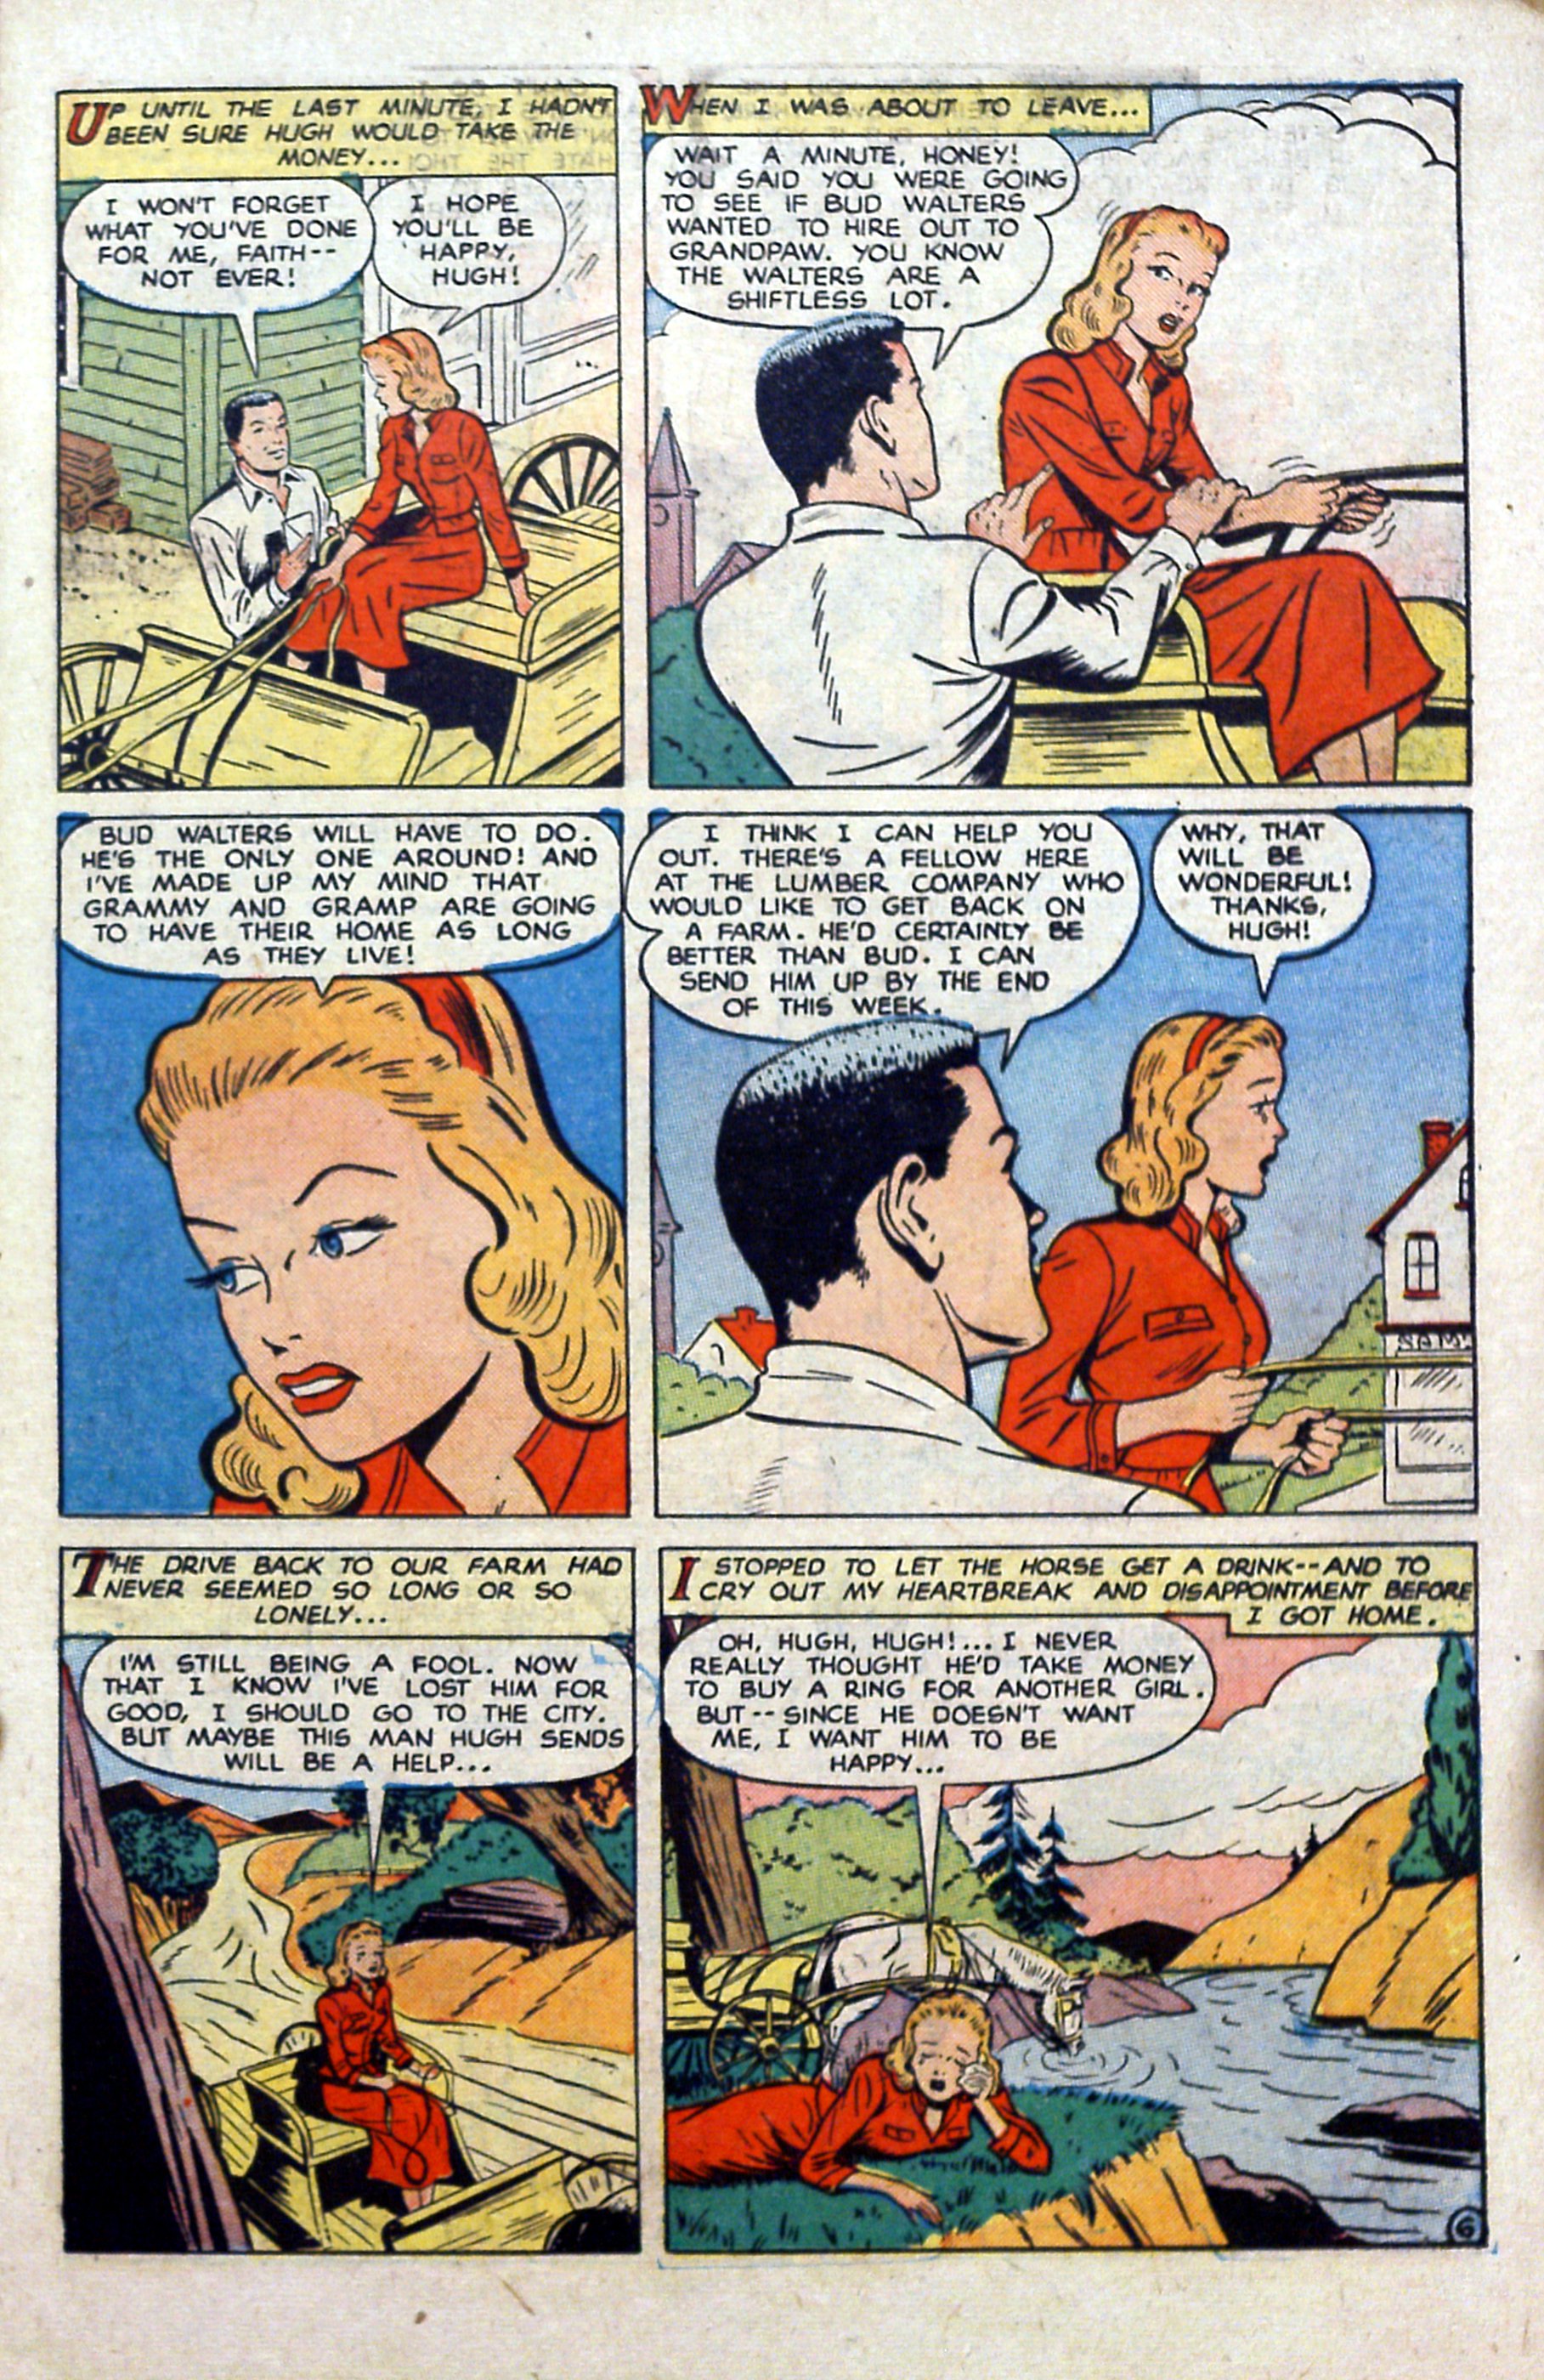 UP UNTIL THE LAST MINUTE, I HADN'T
BEEN SURE HUGH WOULD TAKE THE
MONEY...
I WON'T FORGET
WHAT YOU'VE DONE
FOR ME, FAITH--
NOT EVER!
I HOPE
YOU'LL BE
HAPPY,
HUGH!
WHEN I WAS ABOUT TO LEAVE...
WAIT A MINUTE, HONEY!
YOU SAID YOU WERE GOING
TO SEE IF BUD WALTERS
WANTED TO HIRE OUT TO
GRANDPAW. YOU KNOW
THE WALTERS ARE A
SHIFTLESS LOT.
BUD WALTERS WILL HAVE TO DO.
HE'S THE ONLY ONE AROUND! AND
I'VE MADE UP MY MIND THAT
GRAMMY AND GRAMP ARE GOING
TO HAVE THEIR HOME AS LONG
AS THEY LIVE!
I THINK I CAN HELP YOU
OUT. THERE'S A FELLOW HERE
AT THE LUMBER COMPANY WHO
WOULD LIKE TO GET BACK ON
A FARM. HE'D CERTAINLY BE
BETTER THAN BUD. I CAN
SEND HIM UP BY THE END
OF THIS WEEK.
WHY, THAT
WILL BE
WONDERFUL!
THANKS,
HUGH!
SAM'
THE DRIVE BACK TO OUR FARM HAD
NEVER SEEMED SO LONG OR SO
LONELY...
I'M STILL BEING A FOOL. NOW
THAT I KNOW I'VE LOST HIM FOR
GOOD, I SHOULD GO TO THE CITY.
BUT MAYBE THIS MAN HUGH SENDS
WILL BE A HELP...
I STOPPED TO LET THE HORSE GET A DRINK--AND TO
CRY OUT MY HEARTBREAK AND DISAPPOINTMENT BEFORE
I GOT HOME.
OH, HUGH, HUGH!... I NEVER
REALLY THOUGHT HE'D TAKE MONEY
TO BUY A RING FOR ANOTHER GIRL.
BUT-- SINCE HE DOESN'T WANT
ME, I WANT HIM TO BE
HAPPY...
6